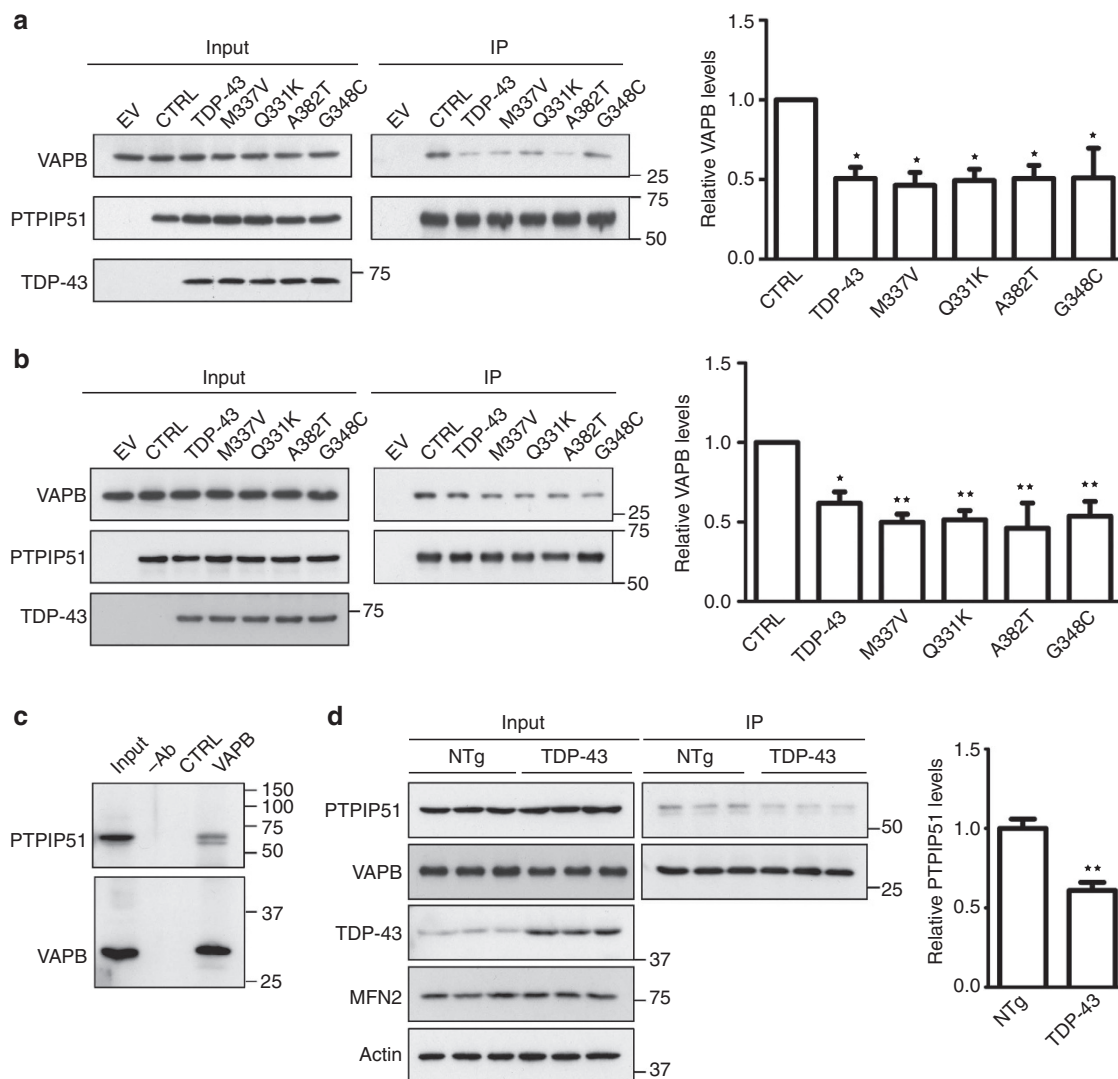 a
Input
IP
EV CTRL TDP-43 M337V Q331K A382T G348C
EV CTRL TDP-43 M337V Q331K A382T G348C
VAPB
25
PTPIP51
75
50
TDP-43
75
Relative VAPB levels
1.5
1.0
0.5
0.0
CTRL TDP-43 M337V Q331K A382T G348C
b
Input
IP
EV CTRL TDP-43 M337V Q331K A382T G348C
EV CTRL TDP-43 M337V Q331K A382T G348C
VAPB
25
PTPIP51
75
50
TDP-43
75
Relative VAPB levels
1.5
1.0
0.5
0.0
CTRL TDP-43 M337V Q331K A382T G348C
c
Input –Ab CTRL VAPB
PTPIP51
150
100
75
50
VAPB
37
25
d
Input
IP
NTg TDP-43
NTg TDP-43
PTPIP51
50
VAPB
25
TDP-43
37
MFN2
75
Actin
37
Relative PTPIP51 levels
1.5
1.0
0.5
0.0
NTg TDP-43